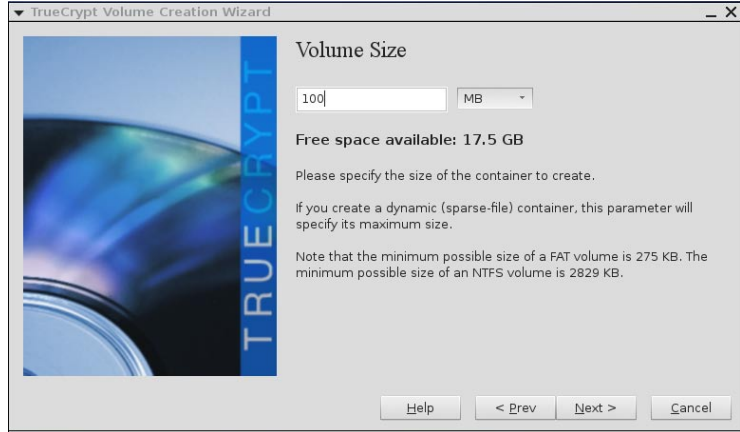 TrueCrypt Volume Creation Wizard
TRUECRYPT
Volume Size
100 MB
Free space available: 17.5 GB
Please specify the size of the container to create.
If you create a dynamic (sparse-file) container, this parameter will
specify its maximum size.
Note that the minimum possible size of a FAT volume is 275 KB. The
minimum possible size of an NTFS volume is 2829 KB.
Help < Prev Next > Cancel